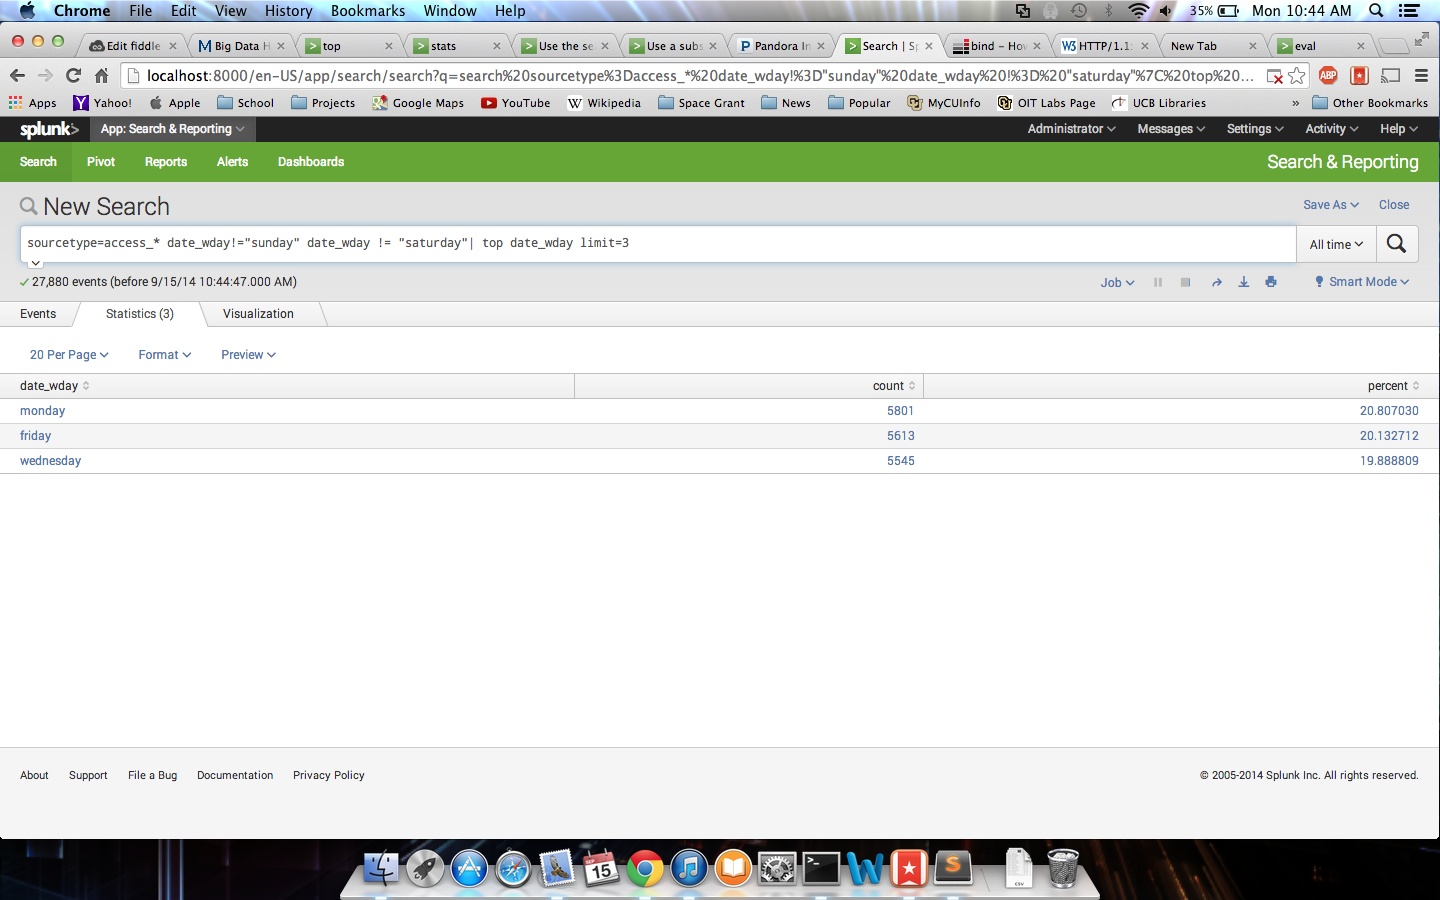 Chrome File Edit View History Bookmarks Window Help 35% Mon 10:44 AM
Edit fiddle Big Data H top stats Use the se Use a subs Pandora In Search | Sp bind – Hov HTTP/1.1: New Tab eval
localhost:8000/en-US/app/search/search?q=search%20sourcetype%3Daccess_*%20date_wday!%3D"sunday"%20date_wday%20!%3D%20"saturday"%7C%20top%20... ABP
Apps Yahoo! Apple School Projects Google Maps YouTube Wikipedia Space Grant News Popular MyCUInfo OIT Labs Page UCB Libraries » Other Bookmarks
splunk> App: Search & Reporting Administrator Messages Settings Activity Help
Search Pivot Reports Alerts Dashboards Search & Reporting
New Search Save As Close
sourcetype=access_* date_wday!="sunday" date_wday != "saturday"| top date_wday limit=3 All time
27,880 events (before 9/15/14 10:44:47.000 AM) Job Smart Mode
Events Statistics (3) Visualization
20 Per Page Format Preview
date_wday count percent
monday 5801 20.807030
friday 5613 20.132712
wednesday 5545 19.888809
About Support File a Bug Documentation Privacy Policy © 2005-2014 Splunk Inc. All rights reserved.
SEP
15
CSV